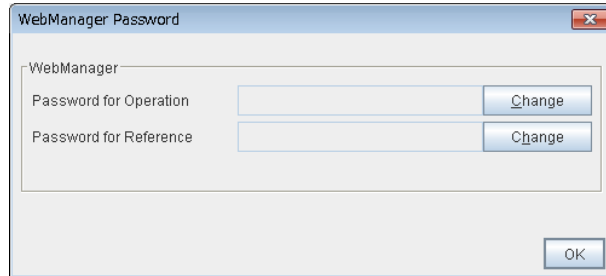 WebManager Password
WebManager
Password for Operation
Change
Password for Reference
Change
OK